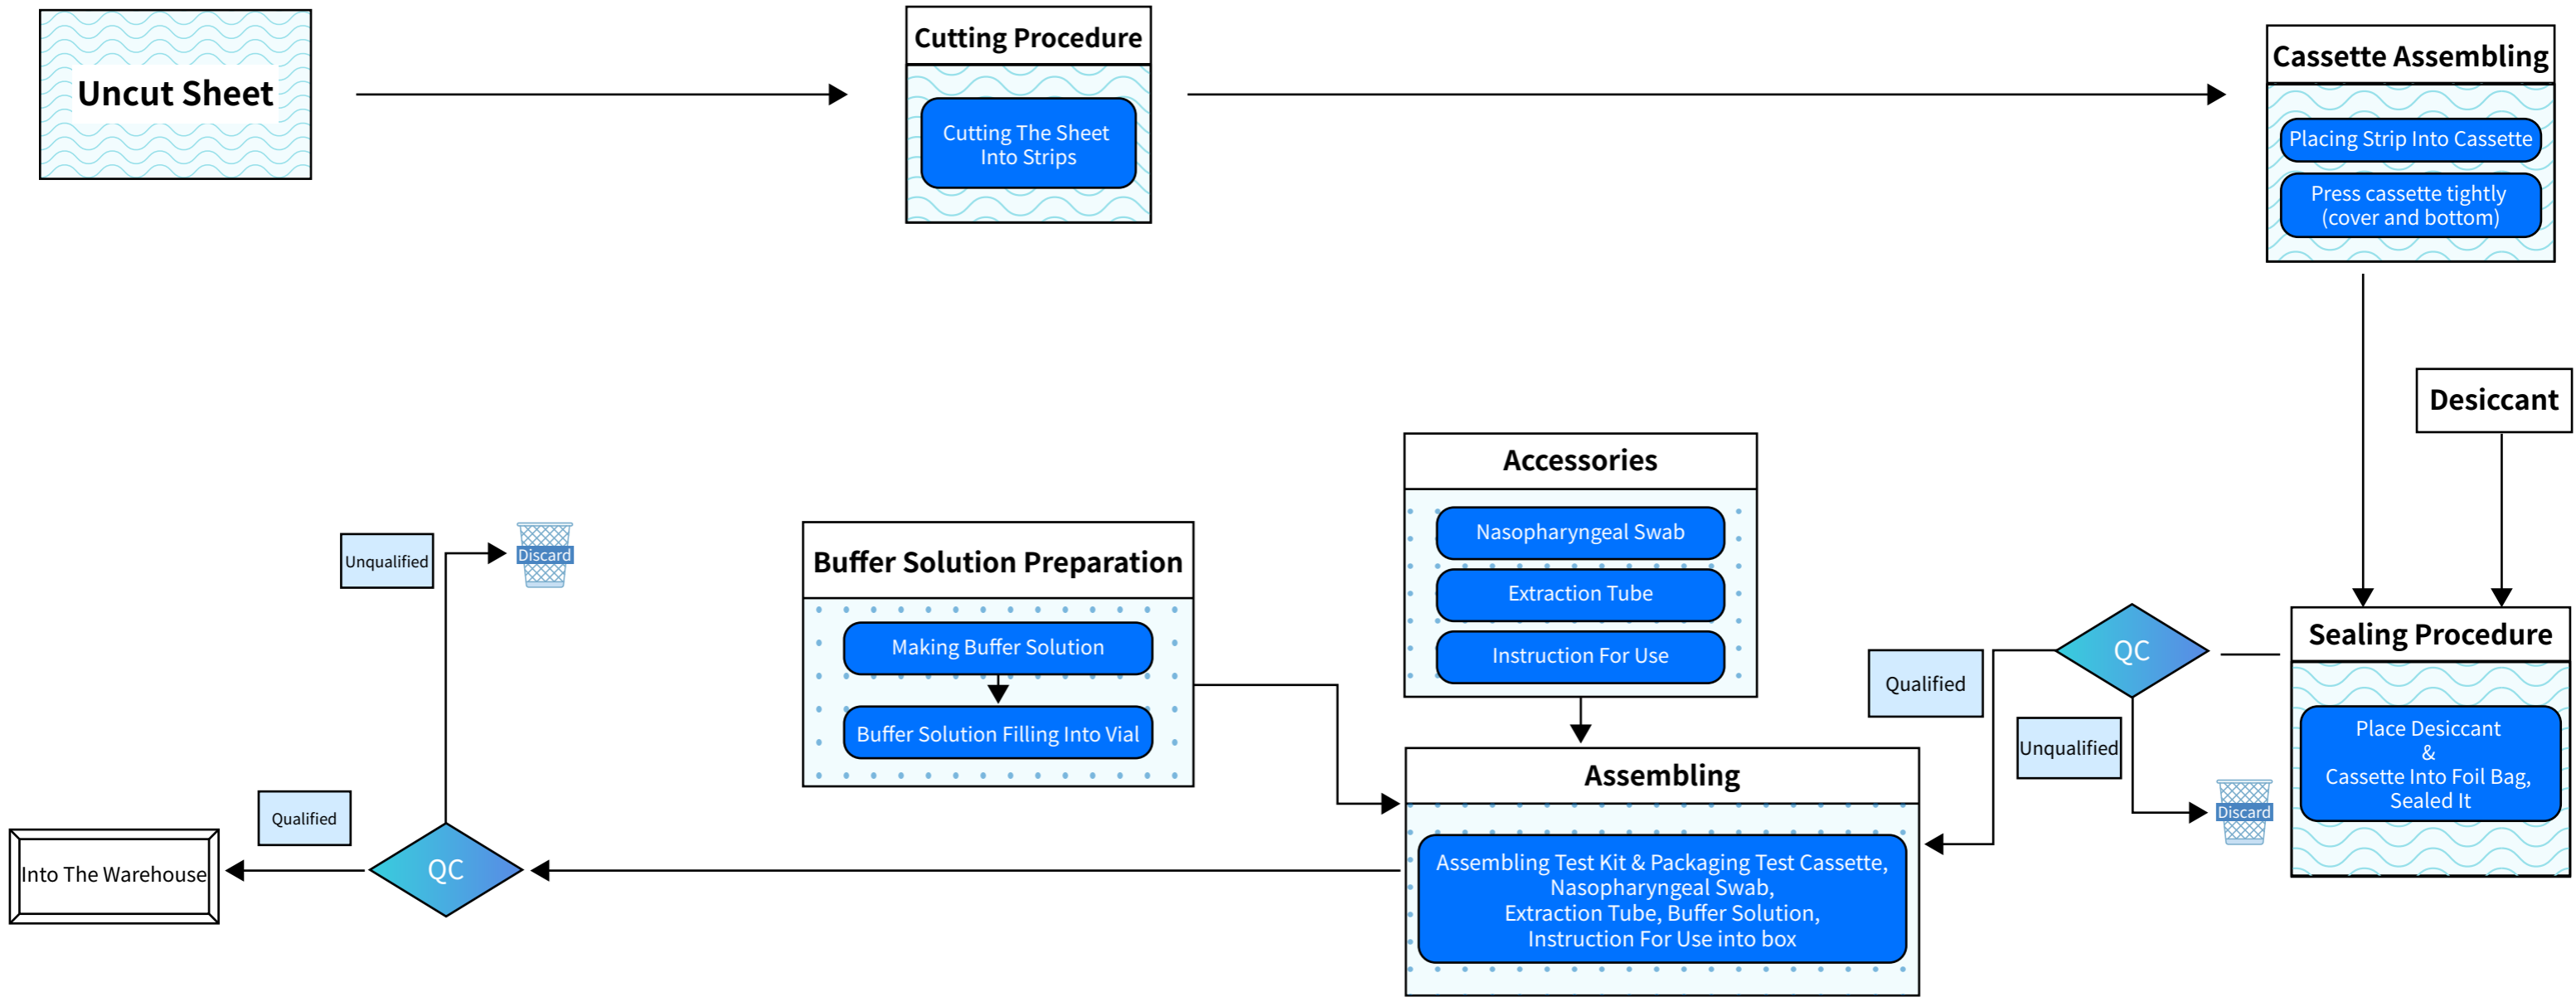 Uncut Sheet
Cutting Procedure
Cutting The Sheet
Into Strips
Cassette Assembling
Placing Strip Into Cassette
Press cassette tightly
(cover and bottom)
Desiccant
Sealing Procedure
Place Desiccant
&
Cassette Into Foil Bag,
Sealed It
QC
Qualified
Unqualified
Discard
Accessories
Nasopharyngeal Swab
Extraction Tube
Instruction For Use
Buffer Solution Preparation
Making Buffer Solution
Buffer Solution Filling Into Vial
Assembling
Assembling Test Kit & Packaging Test Cassette,
Nasopharyngeal Swab,
Extraction Tube, Buffer Solution,
Instruction For Use into box
QC
Unqualified
Discard
Qualified
Into The Warehouse